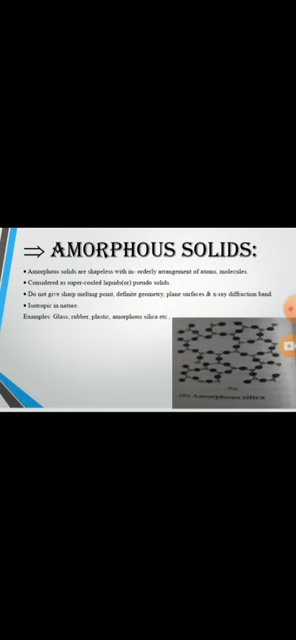 ⇒ AMORPHOUS SOLIDS:
• Amorphous solids are shapeless with in- orderly arrangement of atoms, molecules.
• Considered as super-cooled liquids(or) pseudo solids.
• Do not give sharp melting point, definite geometry, plane surfaces & x-ray diffraction band
• Isotropic in nature.
Examples: Glass, rubber, plastic, amorphous silica etc..
(b)
(b) Amorphous silica